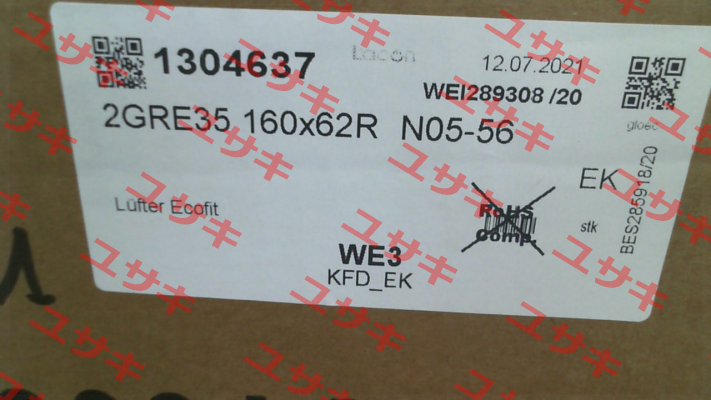 1304637
Lacon
12.07.2021
WEI289308 /20
2GRE35 160x62R N05-56
EK
Lüfter Ecofit
RoHS
Comp.
stk
BES285918/20
WE3
KFD_EK
ユサキ